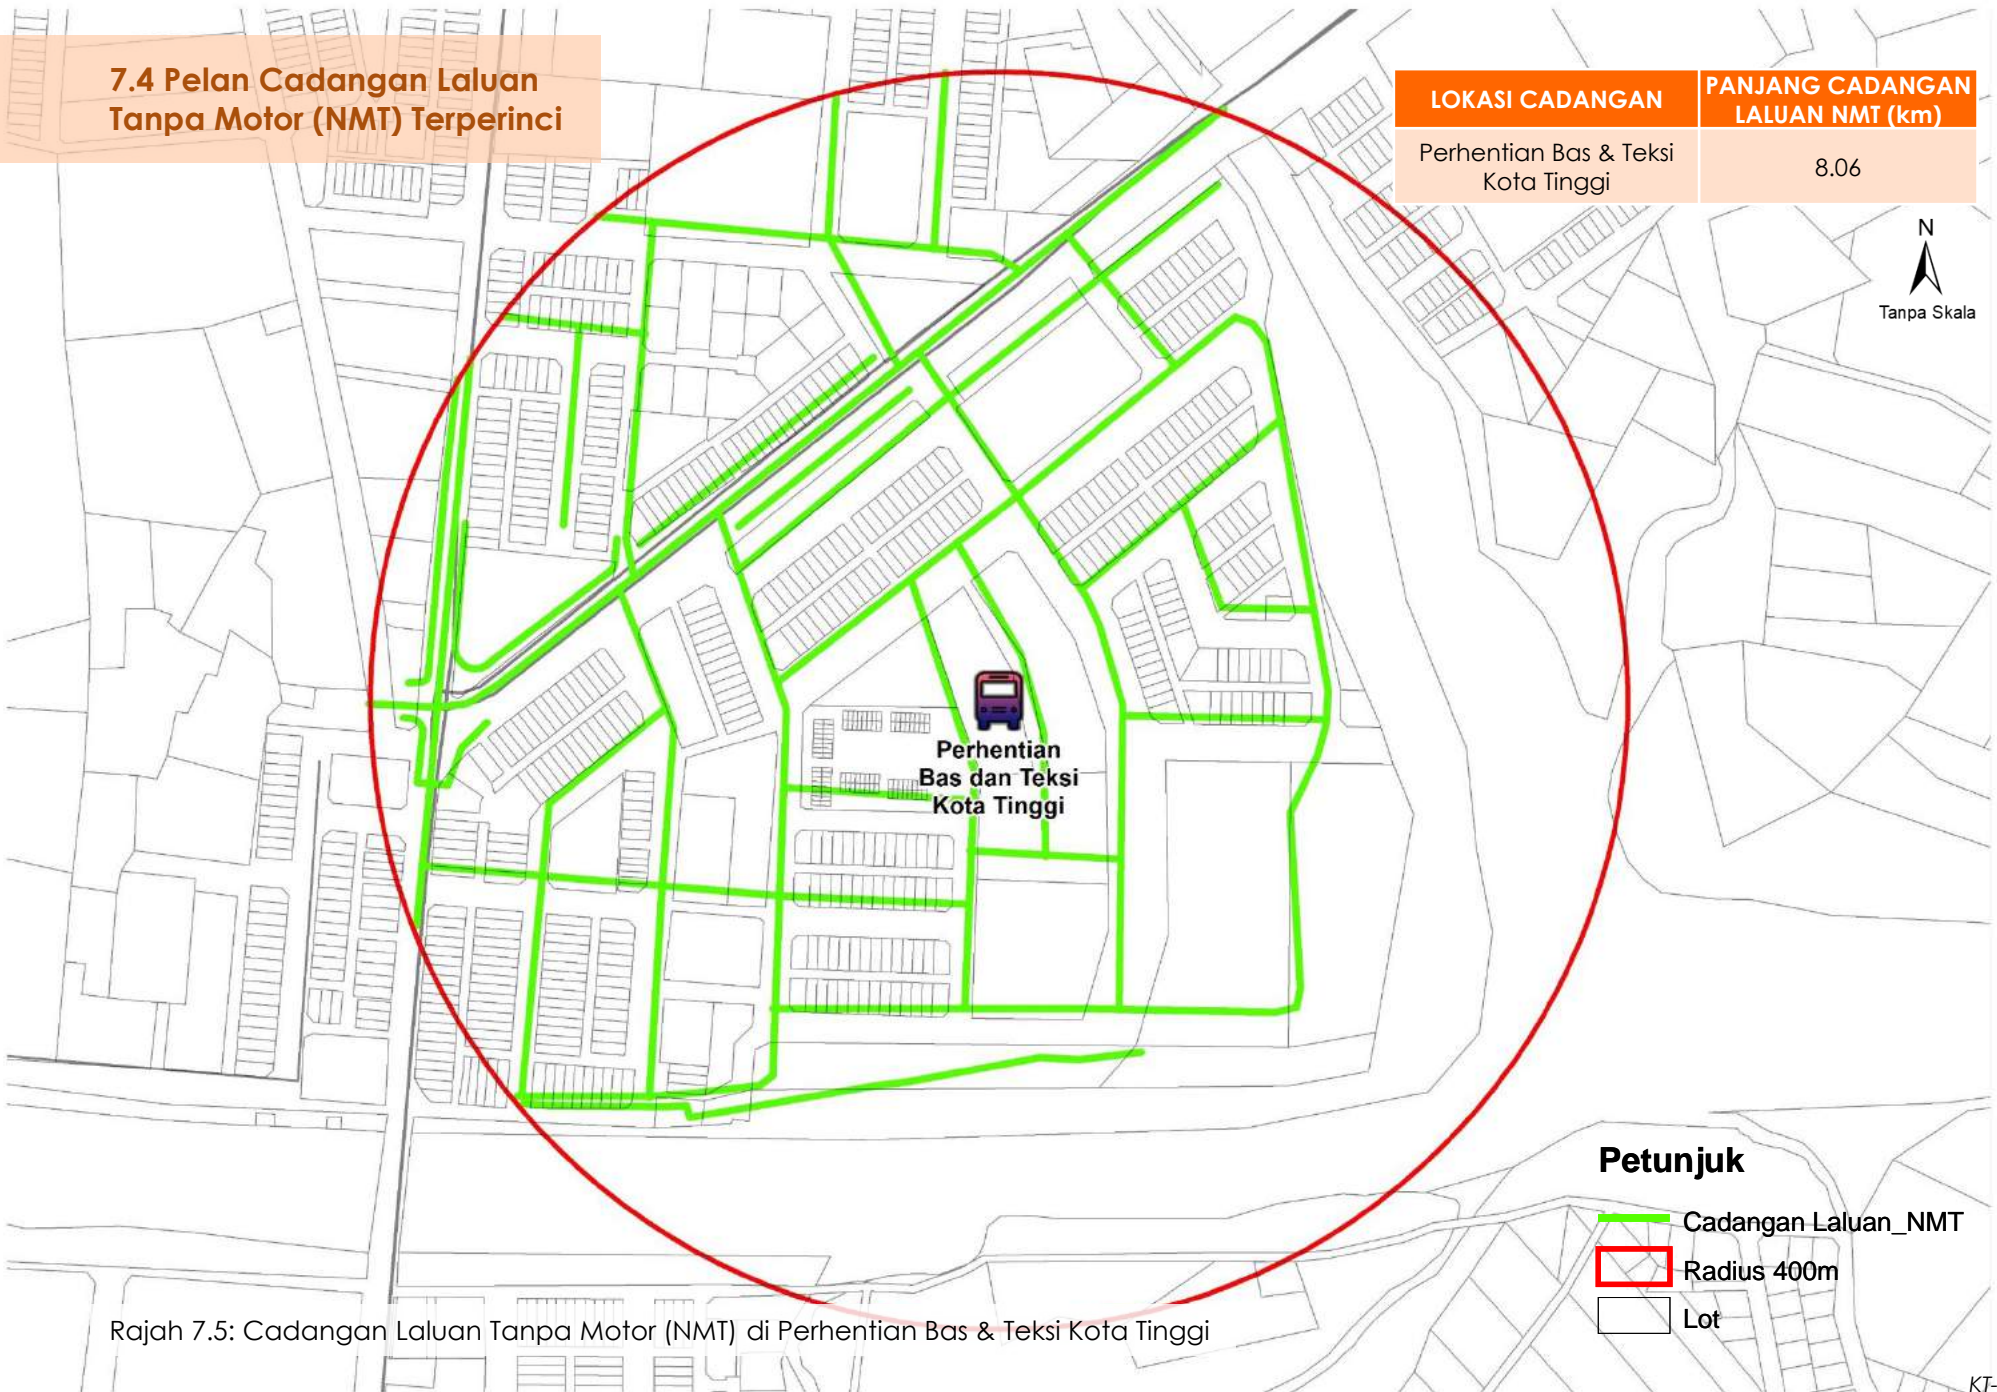 7.4 Pelan Cadangan Laluan
Tanpa Motor (NMT) Terperinci
LOKASI CADANGAN
PANJANG CADANGAN
LALUAN NMT (km)
Perhentian Bas & Teksi
Kota Tinggi
8.06
N
Tanpa Skala
Perhentian
Bas dan Teksi
Kota Tinggi
Petunjuk
Cadangan Laluan_NMT
Radius 400m
Lot
Rajah 7.5: Cadangan Laluan Tanpa Motor (NMT) di Perhentian Bas & Teksi Kota Tinggi
KT-